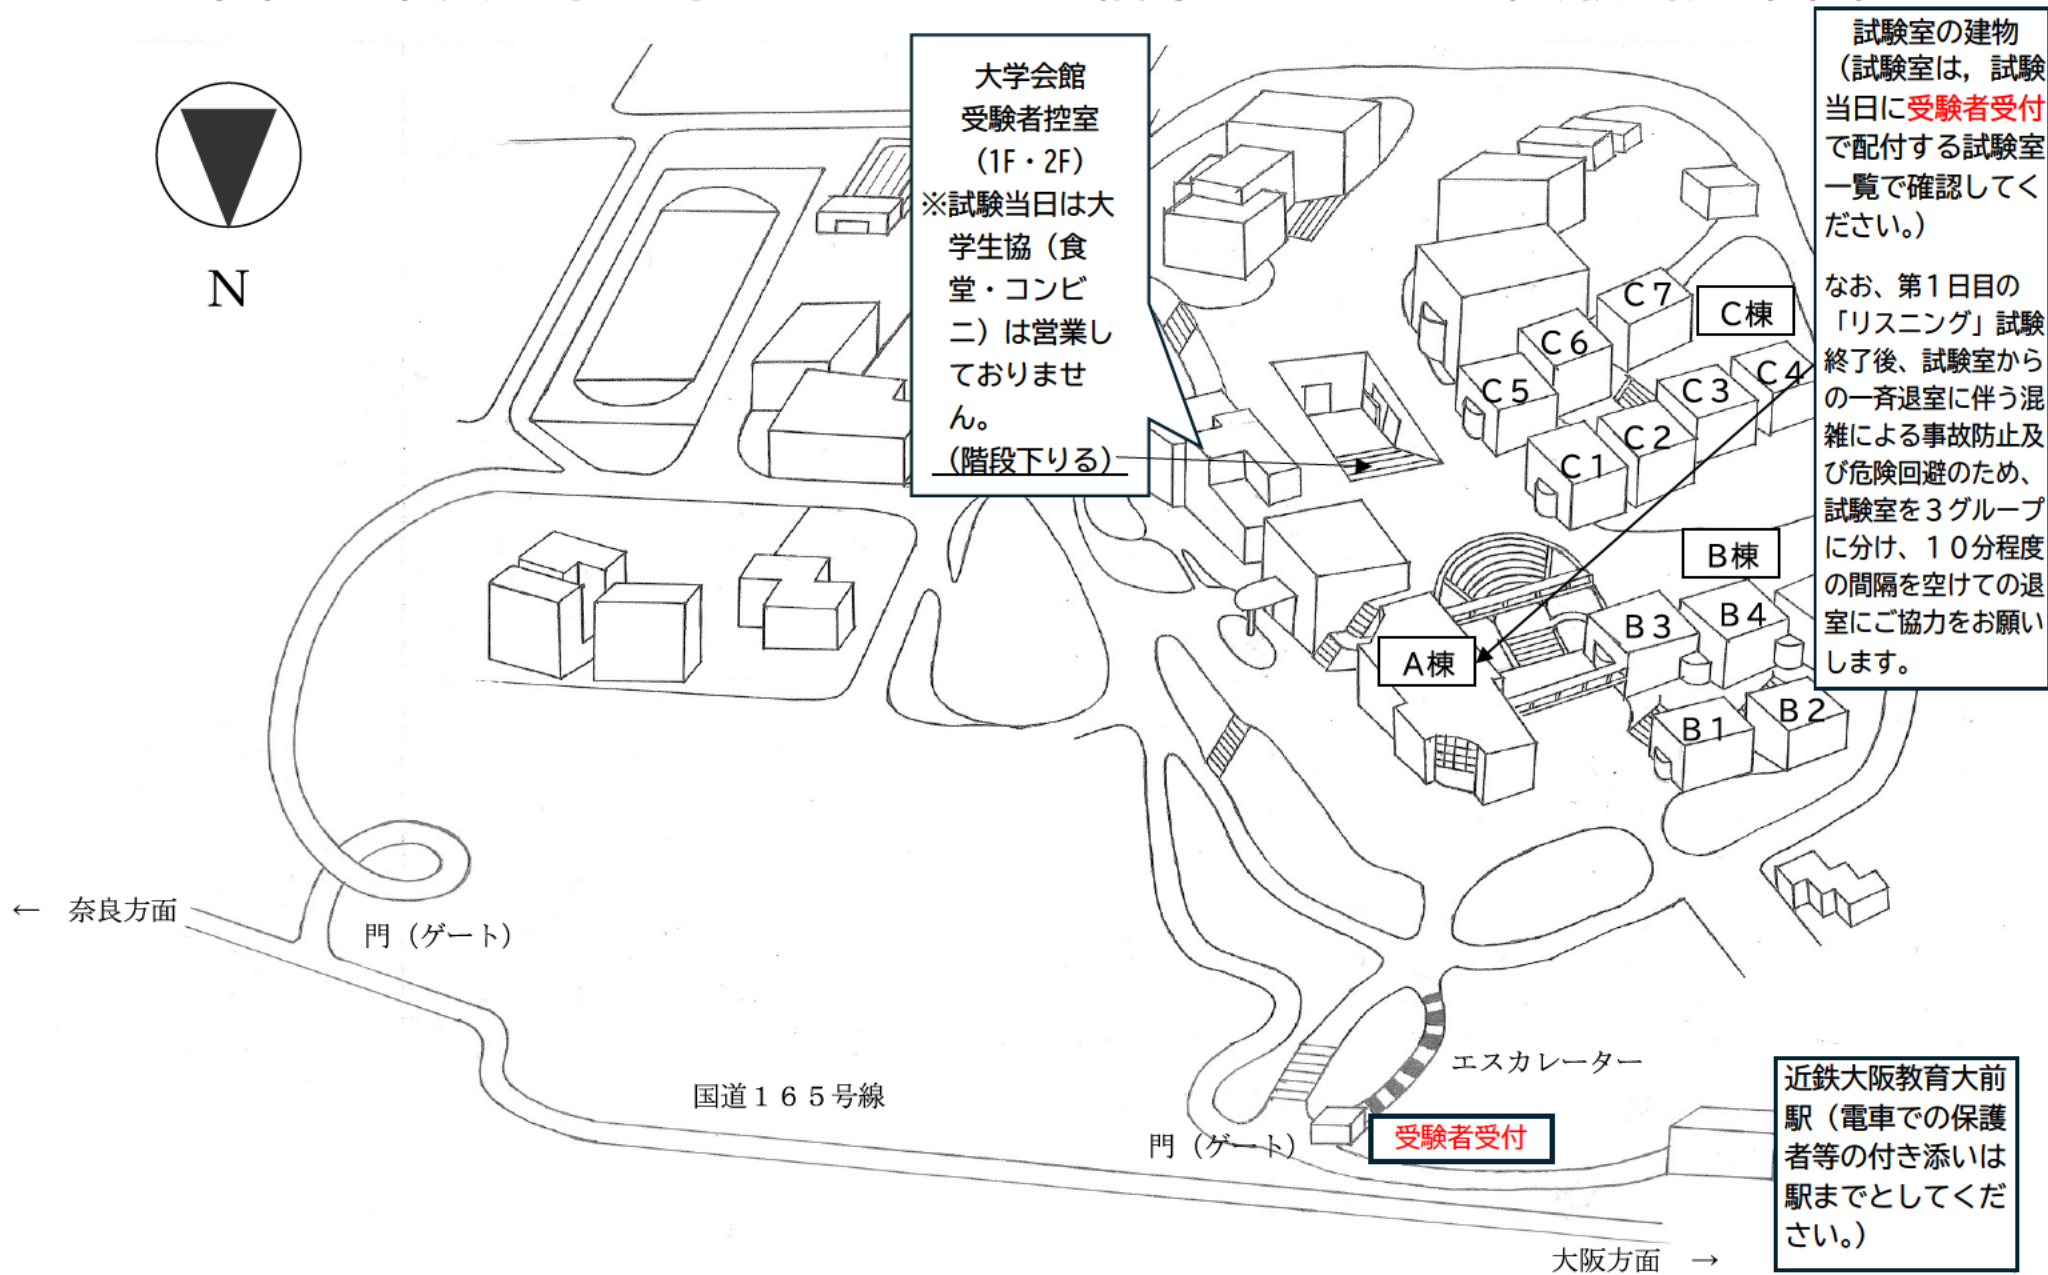 N
大学会館
受験者控室
（1F・2F）
※試験当日は大
学生協（食
堂・コンビ
ニ）は営業し
ておりませ
ん。
（階段下りる）
試験室の建物
（試験室は，試験
当日に受験者受付
で配付する試験室
一覧で確認してく
ださい。）
なお、第１日目の
「リスニング」試験
終了後、試験室から
の一斉退室に伴う混
雑による事故防止及
び危険回避のため、
試験室を３グループ
に分け、１０分程度
の間隔を空けての退
室にご協力をお願い
します。
C７
C棟
C６
C５
C４
C３
C２
C１
B棟
B４
B３
A棟
B２
B１
← 奈良方面
門（ゲート）
エスカレーター
国道１６５号線
門（ゲート）
受験者受付
近鉄大阪教育大前
駅（電車での保護
者等の付き添いは
駅までとしてくだ
さい。）
大阪方面 →